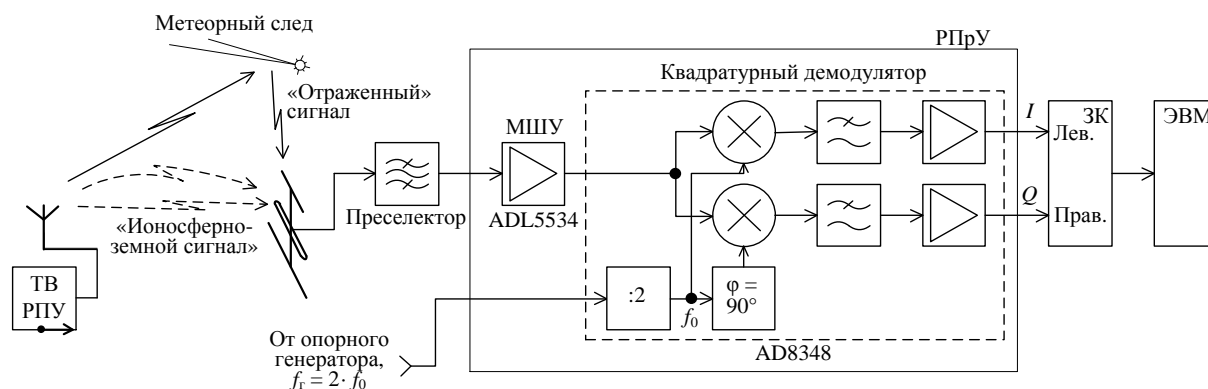 Метеорный след
«Отраженный»
сигнал
«Ионосферно-
земной сигнал»
ТВ
РПУ
Преселектор
РПрУ
МШУ
ADL5534
Квадратурный демодулятор
:2
f₀
φ =
90°
AD8348
От опорного
генератора,
fг = 2· f₀
I
Q
ЗК
Лев.
Прав.
ЭВМ